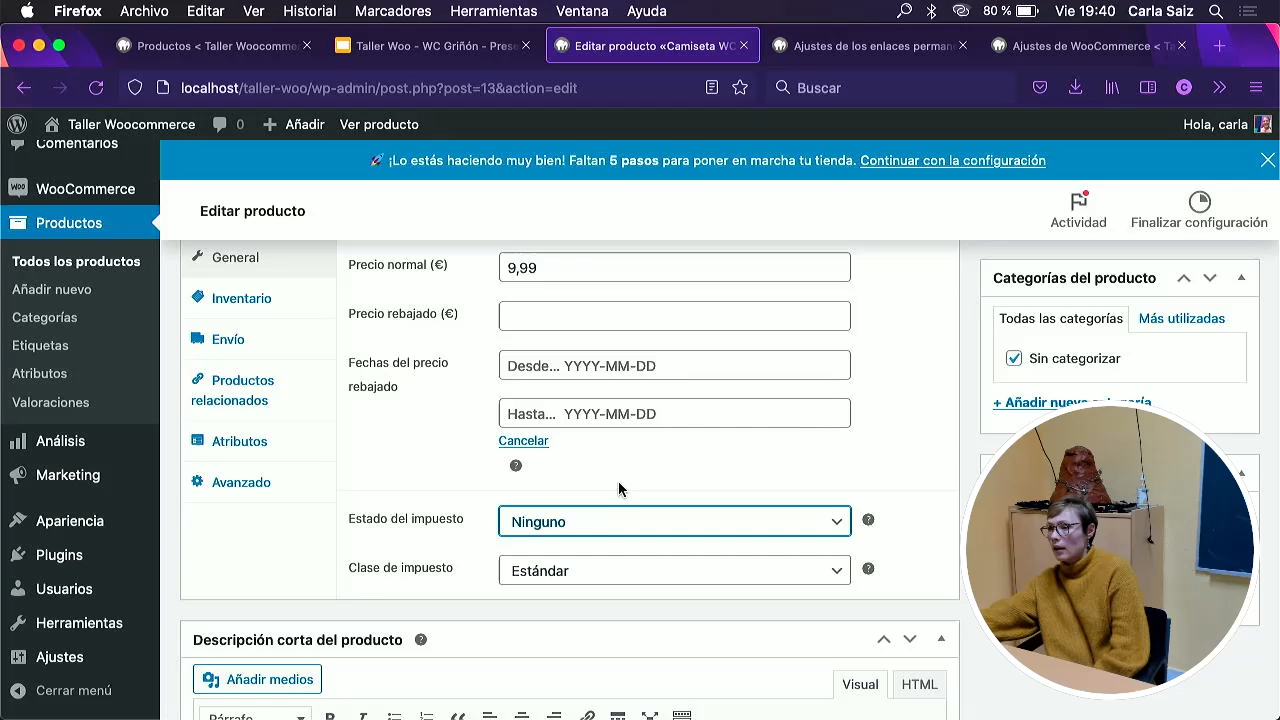 Firefox Archivo Editar Ver Historial Marcadores Herramientas Ventana Ayuda 80 % Vie 19:40 Carla Saiz
Productos < Taller Woocomme
Taller Woo - WC Griñón - Prese
Editar producto «Camiseta WC
Ajustes de los enlaces perman
Ajustes de WooCommerce < Ta
localhost/taller-woo/wp-admin/post.php?post=13&action=edit
Buscar
Taller Woocommerce 0 Añadir Ver producto Hola, carla
Comentarios
WooCommerce
Productos
Todos los productos
Añadir nuevo
Categorías
Etiquetas
Atributos
Valoraciones
Análisis
Marketing
Apariencia
Plugins
Usuarios
Herramientas
Ajustes
Cerrar menú
¡Lo estás haciendo muy bien! Faltan 5 pasos para poner en marcha tu tienda. Continuar con la configuración
Editar producto
Actividad
Finalizar configuración
General
Inventario
Envío
Productos
relacionados
Atributos
Avanzado
Precio normal (€)
9,99
Precio rebajado (€)
Fechas del precio
rebajado
Desde... YYYY-MM-DD
Hasta... YYYY-MM-DD
Cancelar
Estado del impuesto
Ninguno
Clase de impuesto
Estándar
Descripción corta del producto
Añadir medios
Visual
HTML
Párrafo
Categorías del producto
Todas las categorías
Más utilizadas
Sin categorizar
+ Añadir nueva categoría